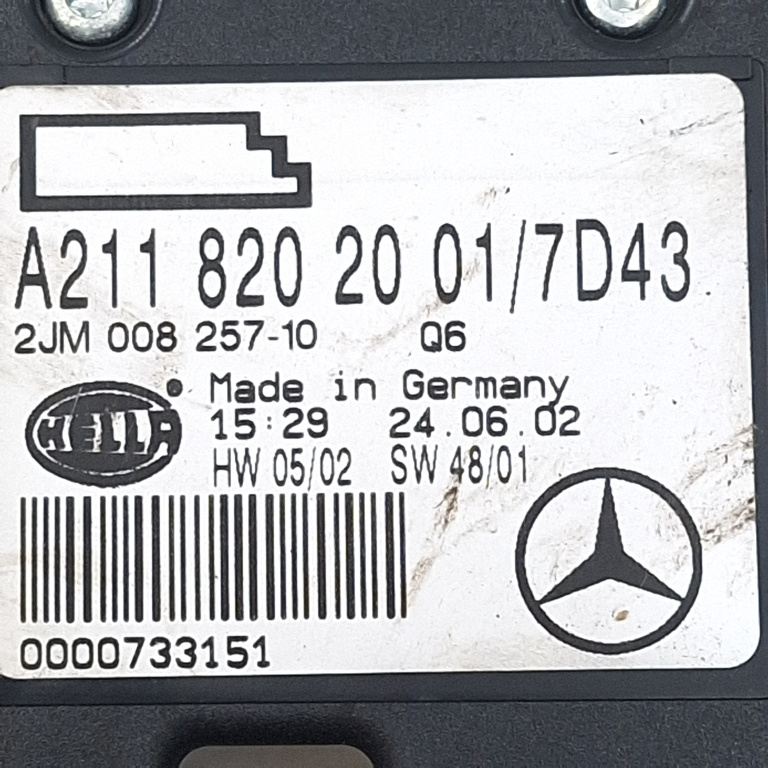 A211 820 20 01/7D43
2JM 008 257-10 Q6
HELLA
Made in Germany
15:29 24.06.02
HW 05/02 SW 48/01
0000733151